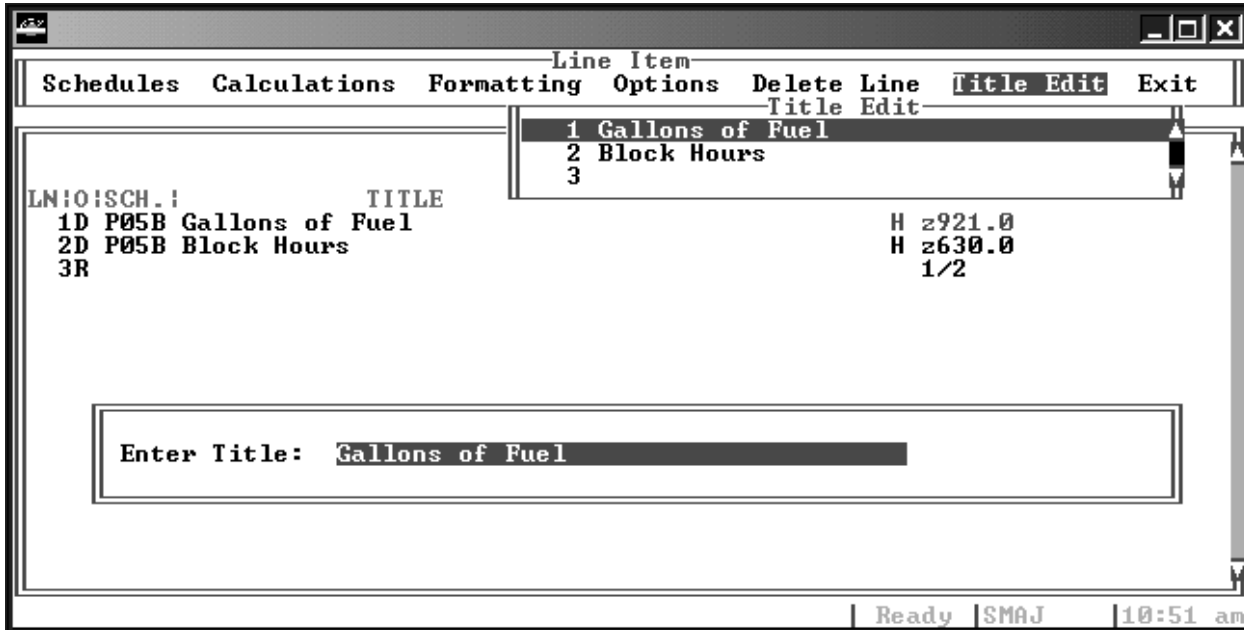 Line Item
Schedules Calculations Formatting Options Delete Line Title Edit Exit
Title Edit
1 Gallons of Fuel
2 Block Hours
3
LN¦O¦SCH.¦ TITLE
1D P05B Gallons of Fuel H z921.0
2D P05B Block Hours H z630.0
3R 1/2
Enter Title: Gallons of Fuel
| Ready |SMAJ |10:51 am